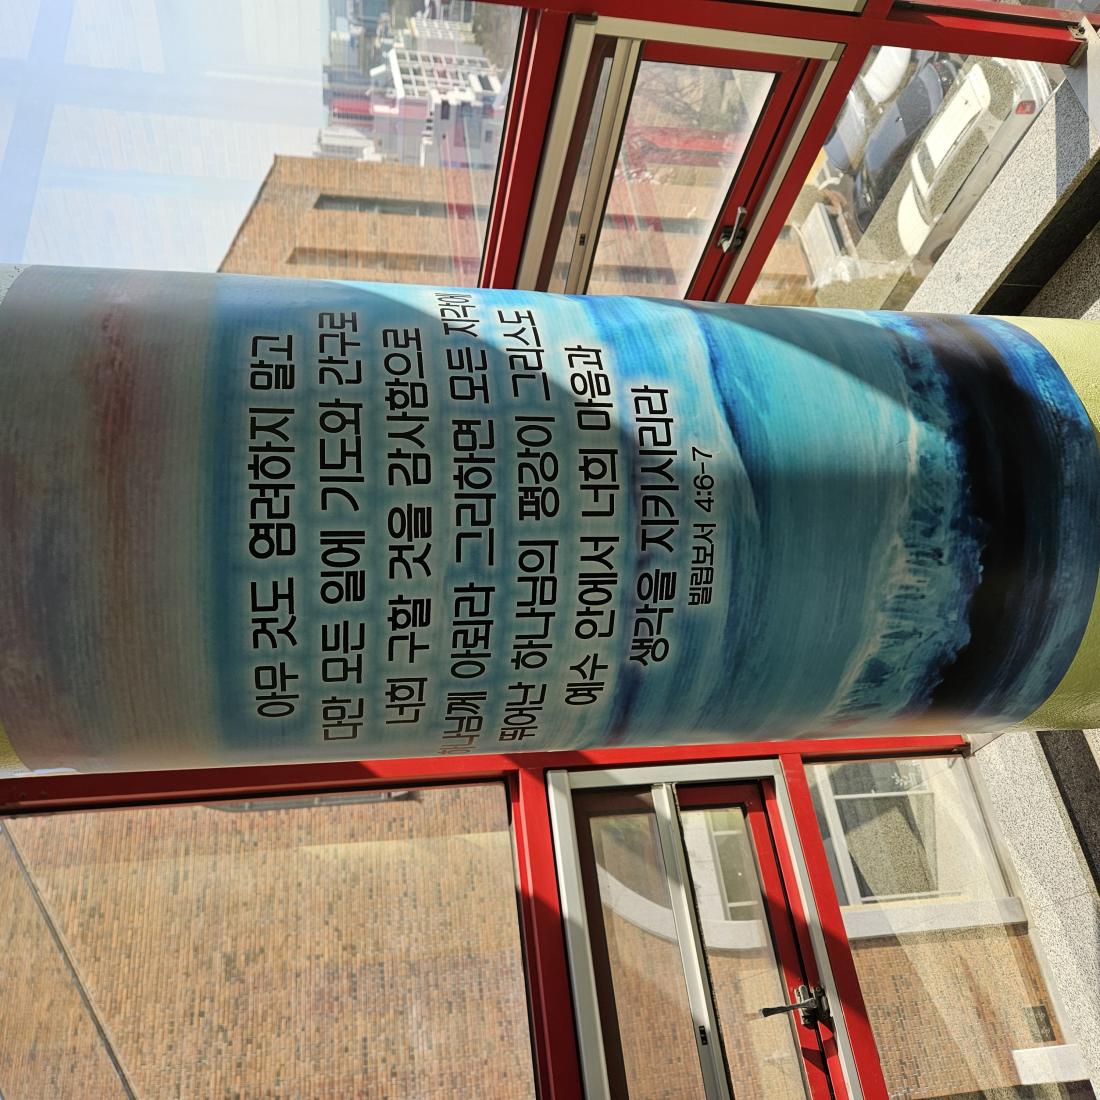 아무 것도 염려하지 말고
다만 모든 일에 기도와 간구로
너희 구할 것을 감사함으로
하나님께 아뢰라 그리하면 모든 지각에
뛰어난 하나님의 평강이 그리스도
예수 안에서 너희 마음과
생각을 지키시리라
빌립보서 4:6-7